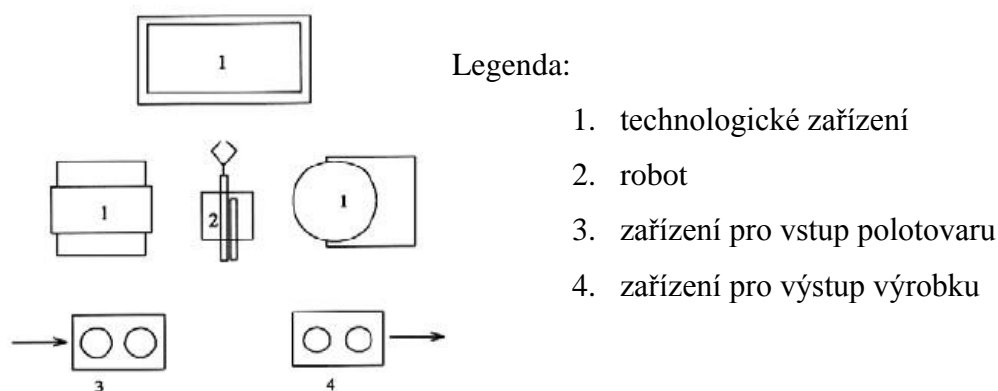 1
Legenda:
1. technologické zařízení
2. robot
3. zařízení pro vstup polotovaru
4. zařízení pro výstup výrobku
1
2
1
3
4